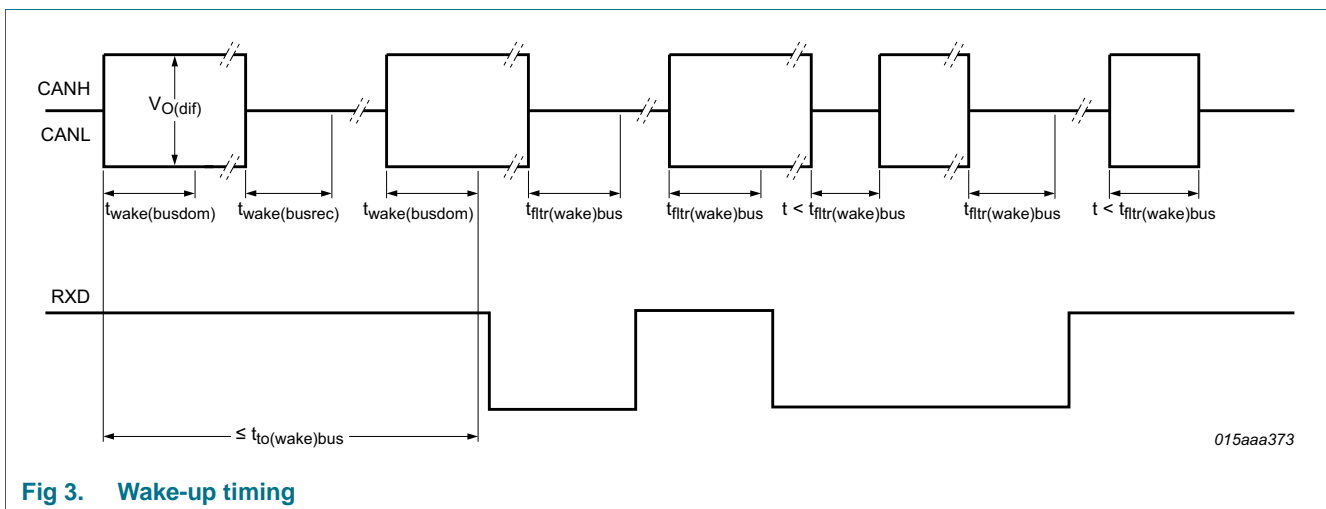 CANH
V_O(dif)
CANL
t_wake(busdom) t_wake(busrec) t_wake(busdom) t_fltr(wake)bus t_fltr(wake)bus t < t_fltr(wake)bus t_fltr(wake)bus t < t_fltr(wake)bus
RXD
≤ t_to(wake)bus
015aaa373
Fig 3. Wake-up timing